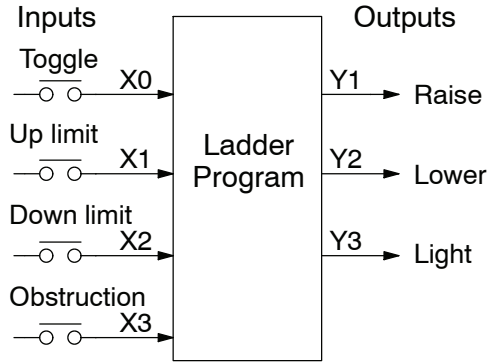 Inputs
Outputs
Toggle
X0
Y1
Raise
Up limit
X1
Ladder
Program
Y2
Lower
Down limit
X2
Y3
Light
Obstruction
X3